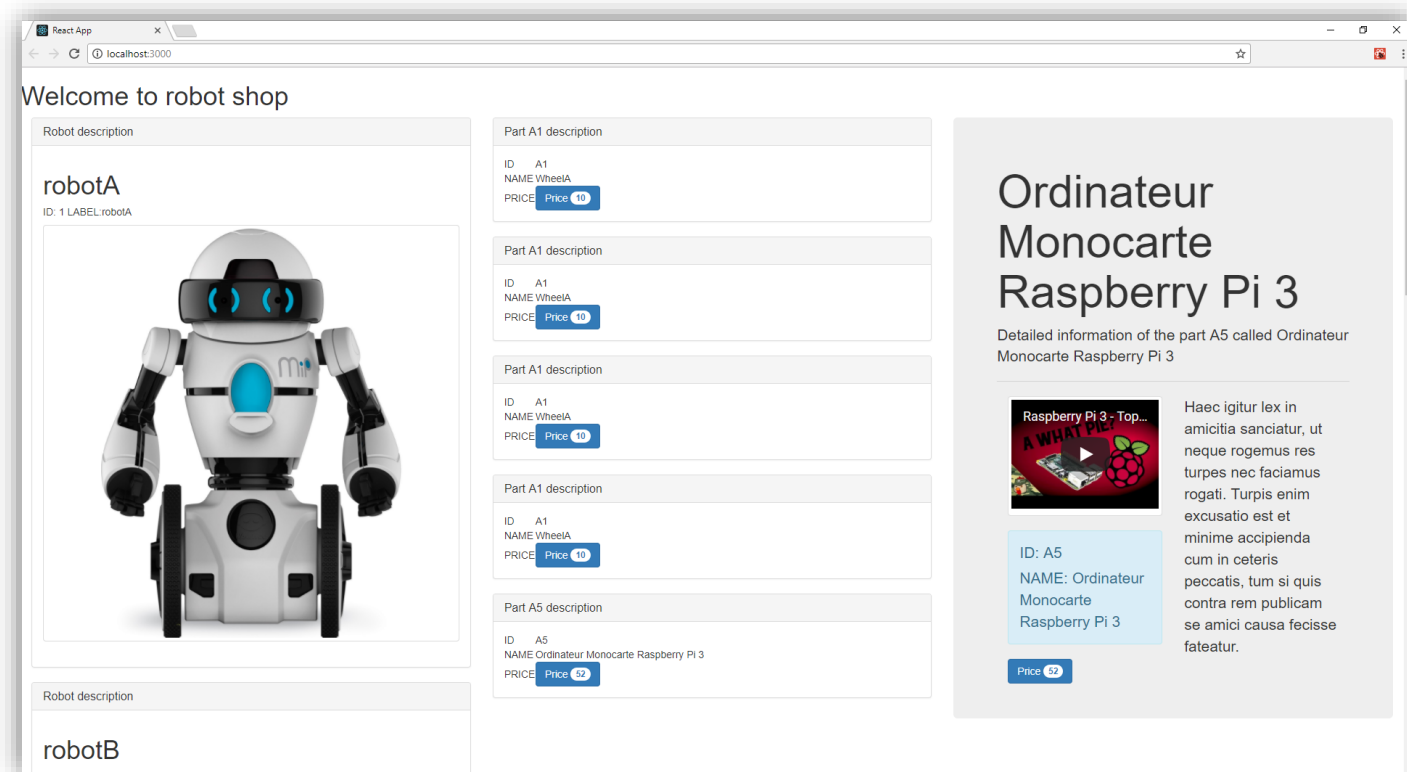 React App
localhost:3000
Welcome to robot shop
Robot description
robotA
ID: 1 LABEL:robotA
mip
Robot description
robotB
Part A1 description
ID A1
NAME WheelA
PRICE Price 10
Part A1 description
ID A1
NAME WheelA
PRICE Price 10
Part A1 description
ID A1
NAME WheelA
PRICE Price 10
Part A1 description
ID A1
NAME WheelA
PRICE Price 10
Part A5 description
ID A5
NAME Ordinateur Monocarte Raspberry Pi 3
PRICE Price 52
Ordinateur
Monocarte
Raspberry Pi 3
Detailed information of the part A5 called Ordinateur
Monocarte Raspberry Pi 3
Raspberry Pi 3 - Top...
A WHAT PIE?
ID: A5
NAME: Ordinateur
Monocarte
Raspberry Pi 3
Price 52
Haec igitur lex in
amicitia sanciatur, ut
neque rogemus res
turpes nec faciamus
rogati. Turpis enim
excusatio est et
minime accipienda
cum in ceteris
peccatis, tum si quis
contra rem publicam
se amici causa fecisse
fateatur.